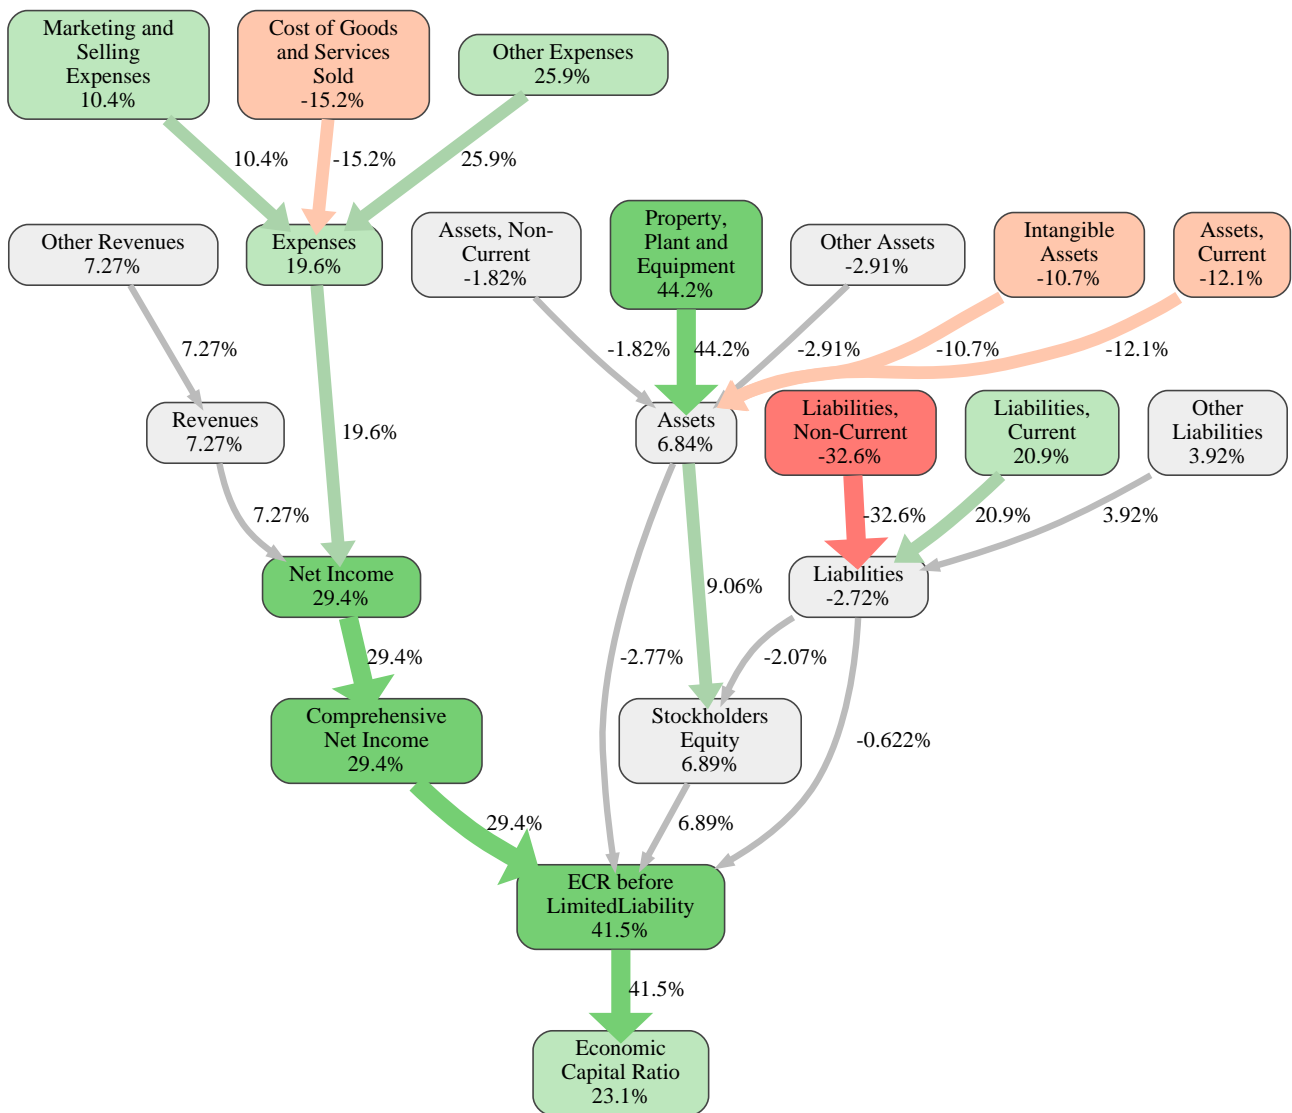 Marketing and
Selling
Expenses
10.4%
Cost of Goods
and Services
Sold
-15.2%
Other Expenses
25.9%
10.4%
-15.2%
25.9%
Other Revenues
7.27%
Expenses
19.6%
Assets, Non-
Current
-1.82%
Property,
Plant and
Equipment
44.2%
Other Assets
-2.91%
Intangible
Assets
-10.7%
Assets,
Current
-12.1%
7.27%
-1.82%
44.2%
-2.91%
-10.7%
-12.1%
Revenues
7.27%
19.6%
Assets
6.84%
Liabilities,
Non-Current
-32.6%
Liabilities,
Current
20.9%
Other
Liabilities
3.92%
7.27%
-32.6%
20.9%
3.92%
Net Income
29.4%
9.06%
Liabilities
-2.72%
29.4%
-2.77%
-2.07%
Comprehensive
Net Income
29.4%
Stockholders
Equity
6.89%
-0.622%
29.4%
6.89%
ECR before
LimitedLiability
41.5%
41.5%
Economic
Capital Ratio
23.1%